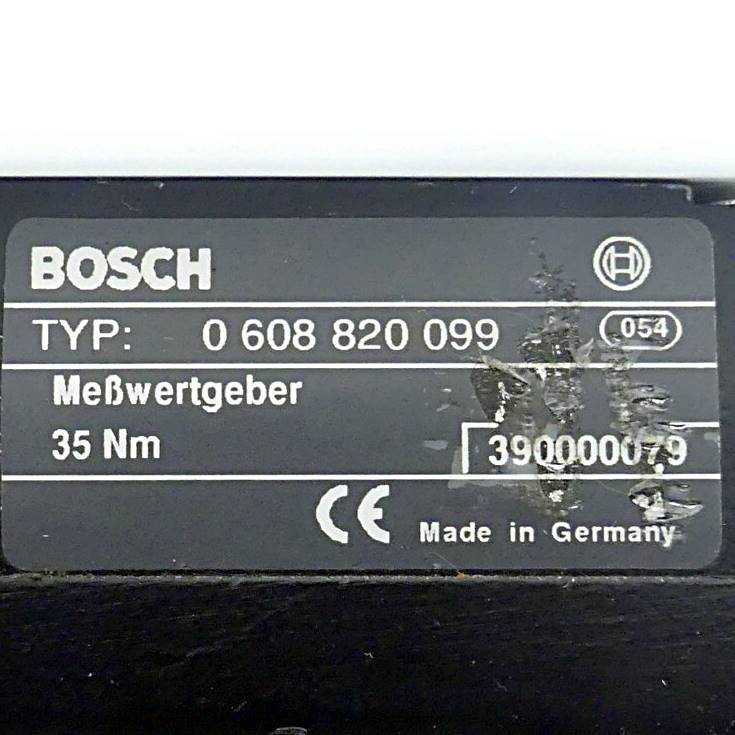 BOSCH
TYP: 0 608 820 099 054
Meßwertgeber
35 Nm 390000079
CE Made in Germany